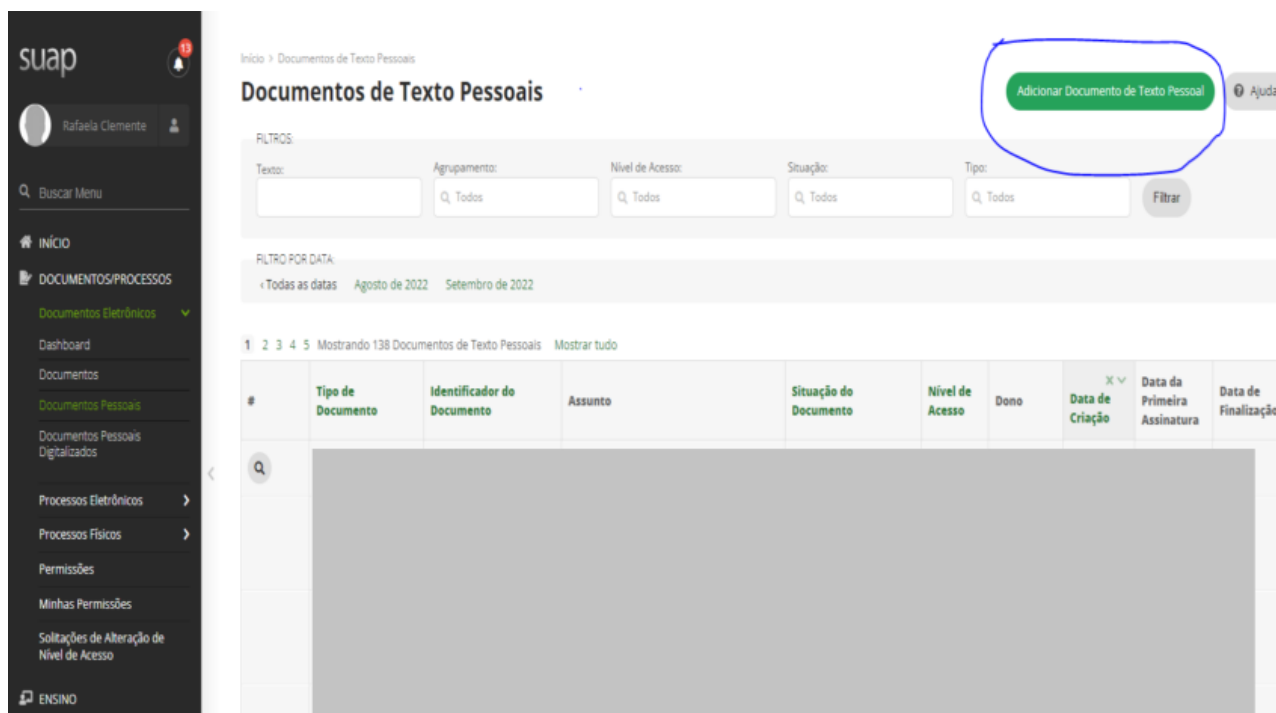 suap
13
Rafaela Clemente
Buscar Menu
INÍCIO
DOCUMENTOS/PROCESSOS
Documentos Eletrônicos
Dashboard
Documentos
Documentos Pessoais
Documentos Pessoais
Digitalizados
Processos Eletrônicos
Processos Físicos
Permissões
Minhas Permissões
Solitações de Alteração de
Nível de Acesso
ENSINO
Início > Documentos de Texto Pessoais
Documentos de Texto Pessoais
Adicionar Documento de Texto Pessoal
Ajuda
FILTROS:
Texto:
Agrupamento:
Nível de Acesso:
Situação:
Tipo:
Todos
Todos
Todos
Todos
Filtrar
FILTRO POR DATA:
‹ Todas as datas Agosto de 2022 Setembro de 2022
1 2 3 4 5 Mostrando 138 Documentos de Texto Pessoais Mostrar tudo
#
Tipo de
Documento
Identificador do
Documento
Assunto
Situação do
Documento
Nível de
Acesso
Dono
Data de
Criação
Data da
Primeira
Assinatura
Data de
Finalização